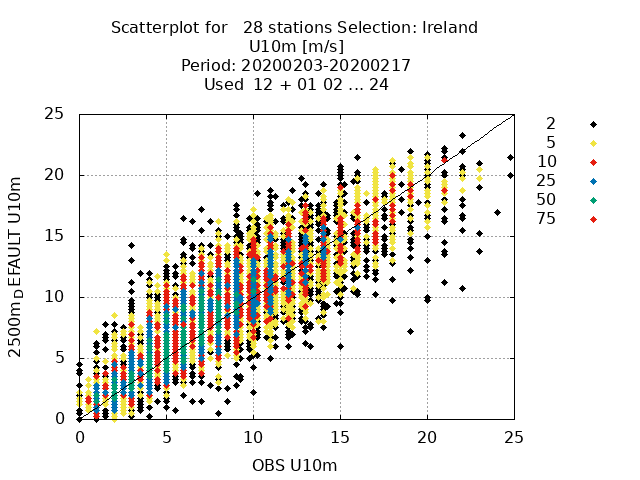 Scatterplot for 28 stations Selection: Ireland
U10m [m/s]
Period: 20200203-20200217
Used 12 + 01 02 ... 24
2
5
10
25
50
75
25
20
15
10
5
0
2500m_DEFAULT U10m
0 5 10 15 20 25
OBS U10m